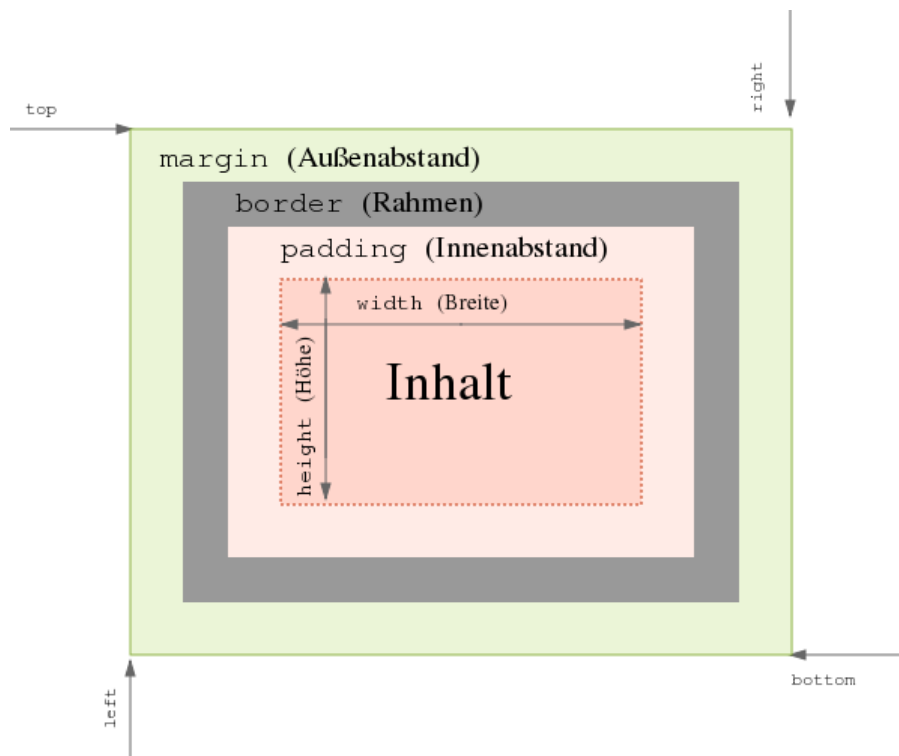 right
top
margin (Außenabstand)
border (Rahmen)
padding (Innenabstand)
width (Breite)
height (Höhe)
Inhalt
left
bottom